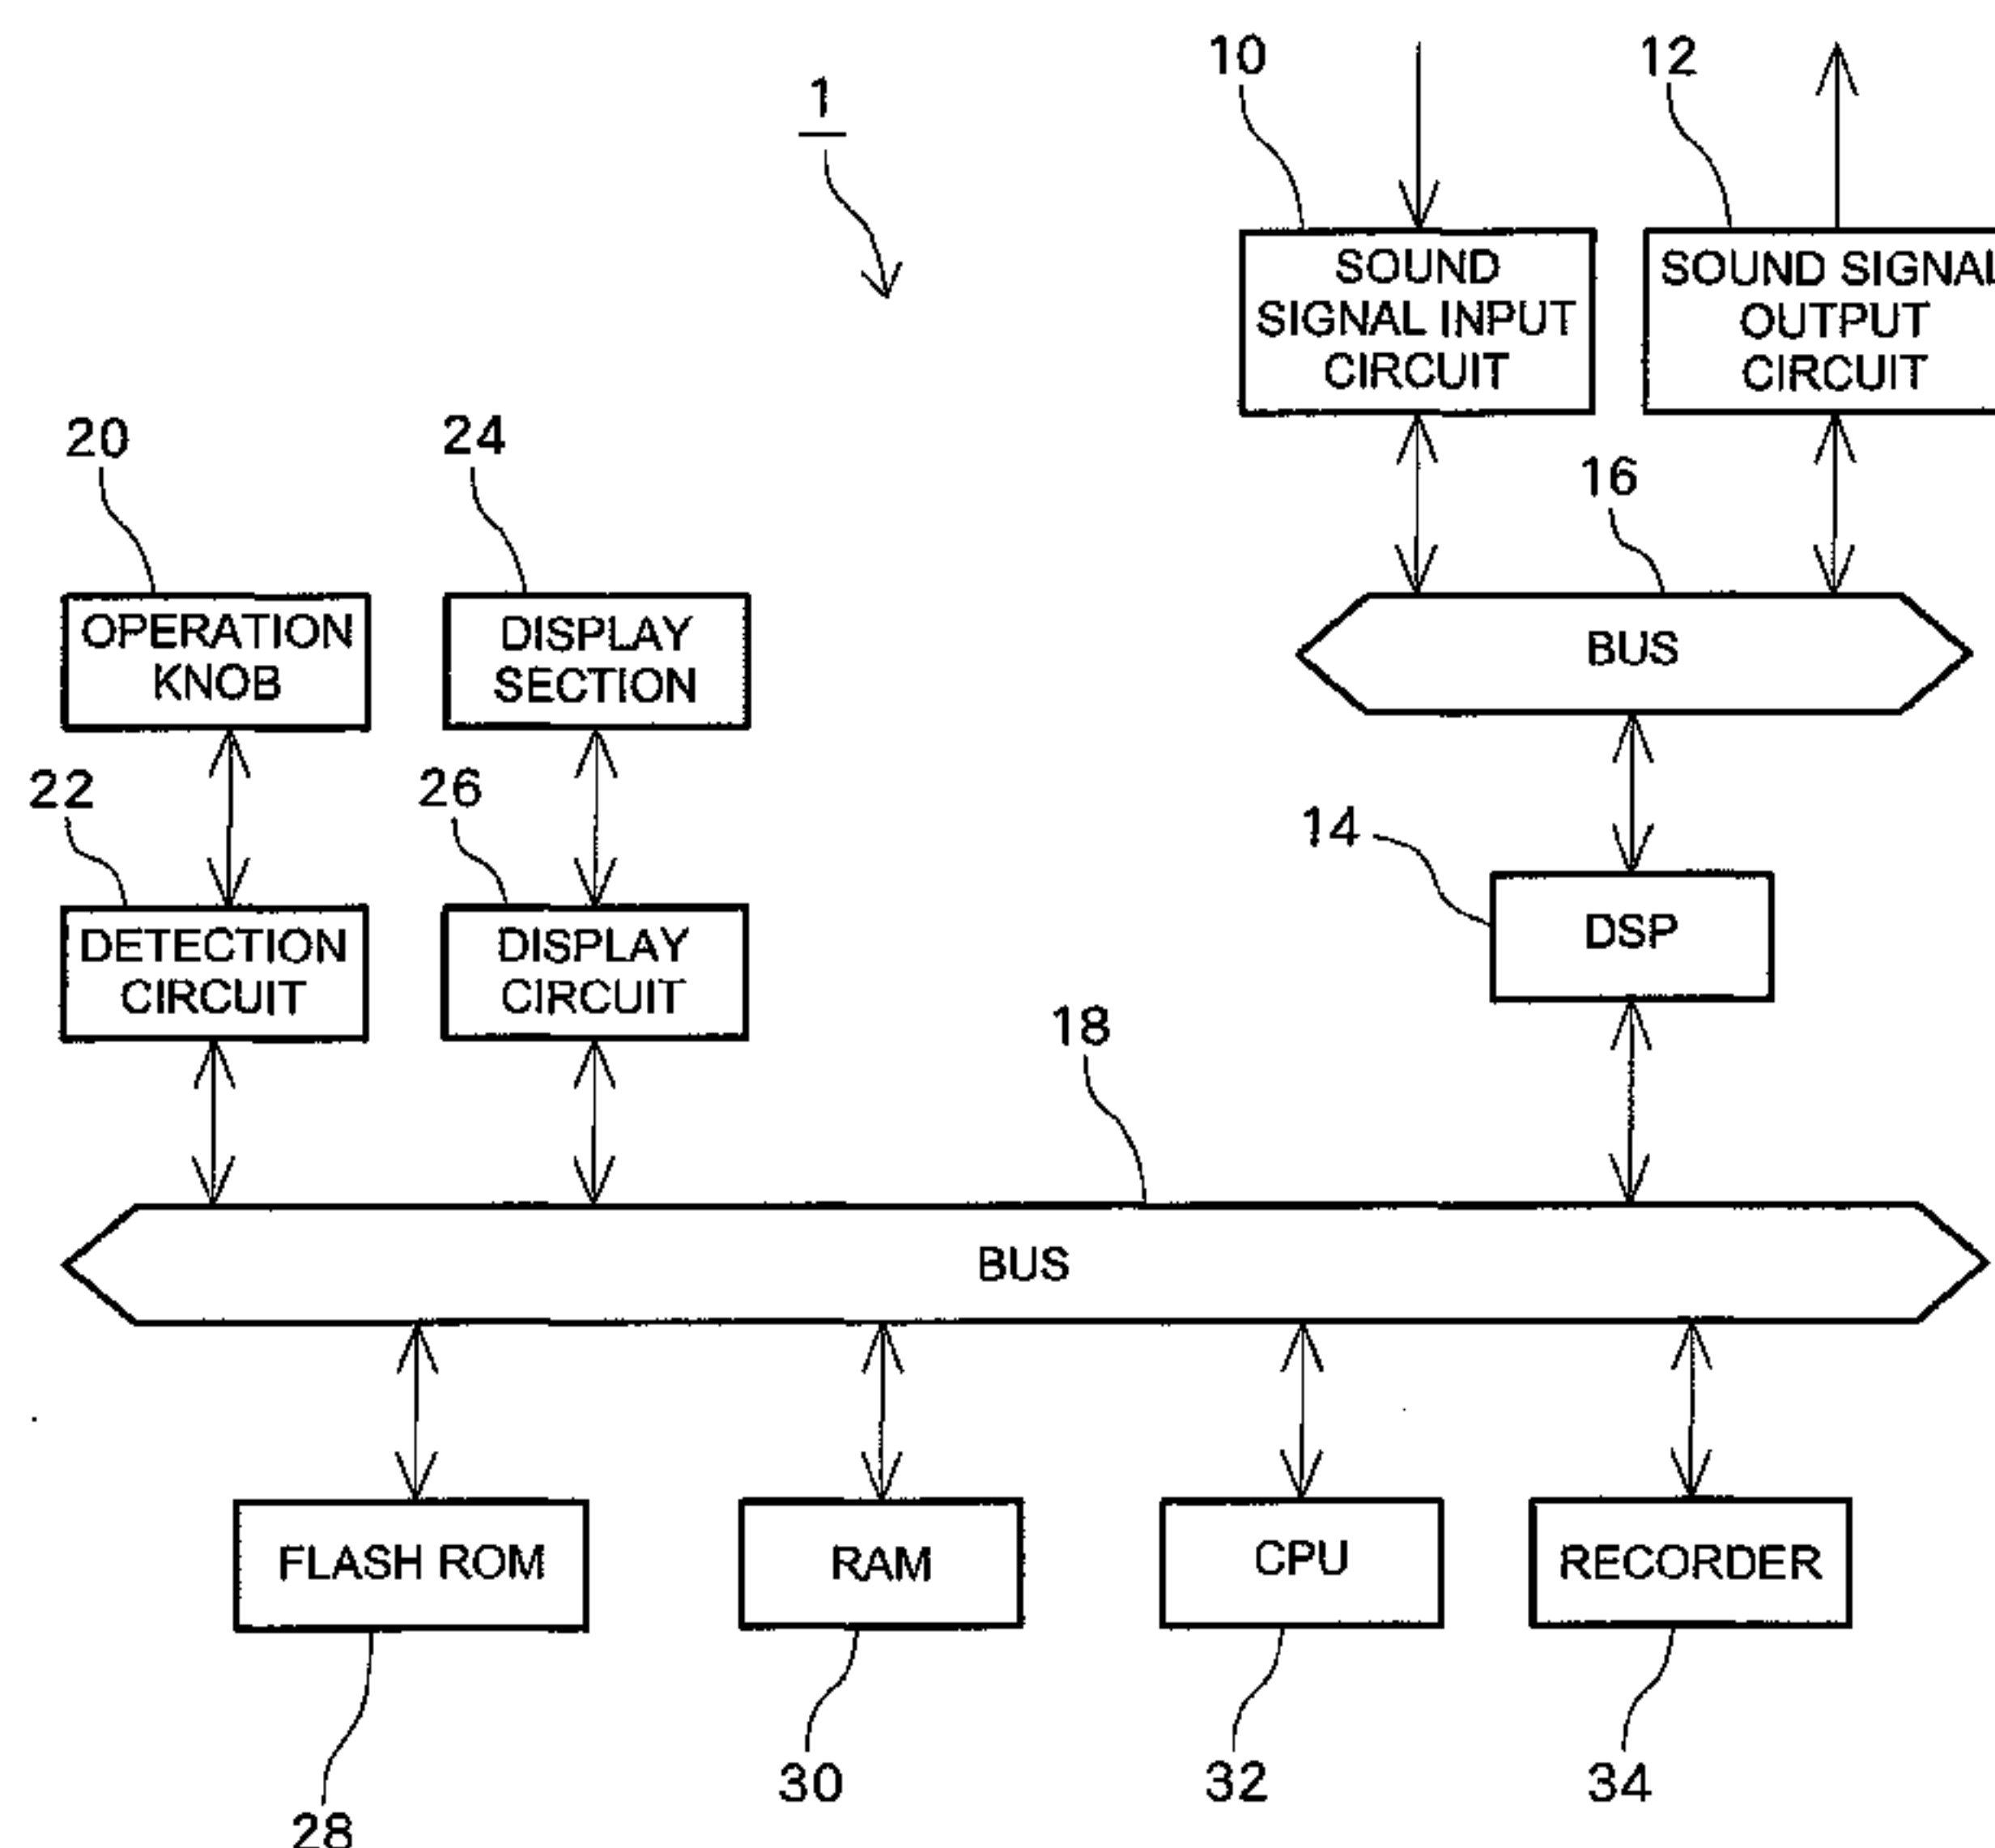 10
12
1
SOUND
SIGNAL INPUT
CIRCUIT
SOUND SIGNAL
OUTPUT
CIRCUIT
20
24
16
OPERATION
KNOB
DISPLAY
SECTION
BUS
22
26
14
DETECTION
CIRCUIT
DISPLAY
CIRCUIT
DSP
18
BUS
FLASH ROM
RAM
CPU
RECORDER
28
30
32
34